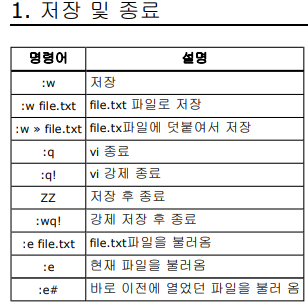 1. 저장 및 종료
명령어 설명
:w 저장
:w file.txt file.txt 파일로 저장
:w » file.txt file.tx파일에 덧붙여서 저장
:q vi 종료
:q! vi 강제 종료
ZZ 저장 후 종료
:wq! 강제 저장 후 종료
:e file.txt file.txt파일을 불러옴
:e 현재 파일을 불러옴
:e# 바로 이전에 열었던 파일을 불러 옴